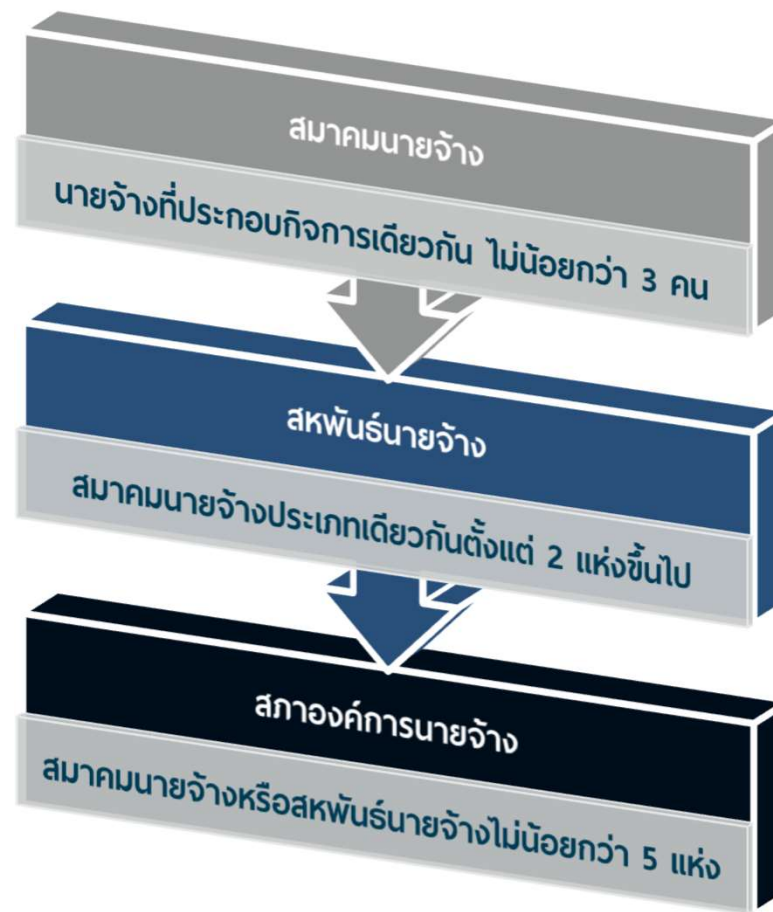 สมาคมนายจ้าง
นายจ้างที่ประกอบกิจการเดียวกัน ไม่น้อยกว่า 3 คน
สหพันธ์นายจ้าง
สมาคมนายจ้างประเภทเดียวกันตั้งแต่ 2 แห่งขึ้นไป
สภาองค์การนายจ้าง
สมาคมนายจ้างหรือสหพันธ์นายจ้างไม่น้อยกว่า 5 แห่ง